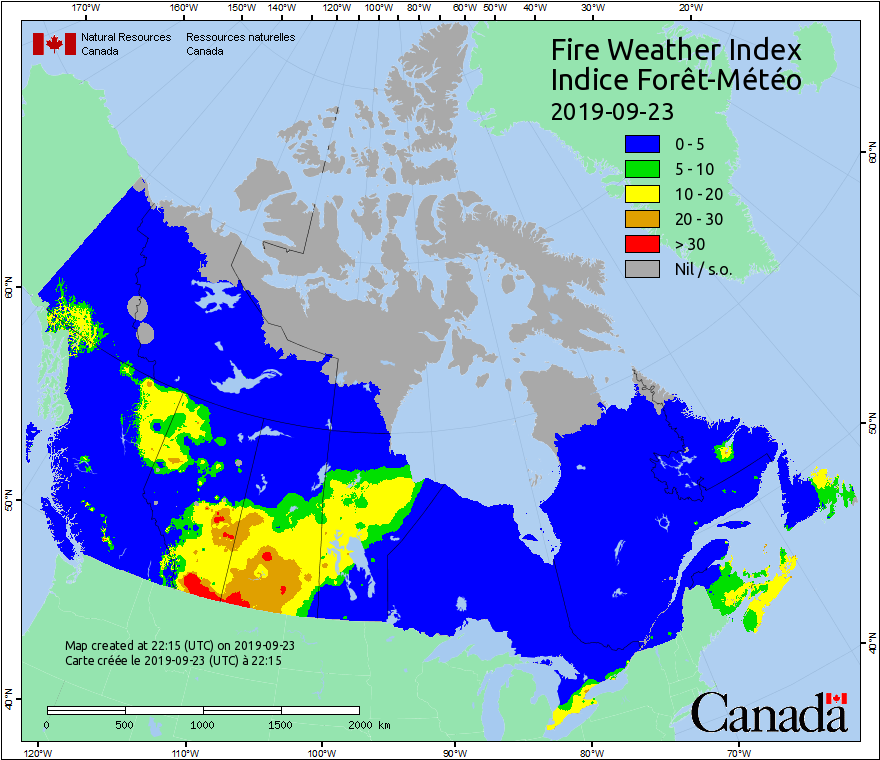 170°W 160°W 150°W 140°W 130°W 120°W 110°W 100°W 90°W 80°W 70°W 60°W 50°W 40°W 30°W 20°W
Natural Resources Canada
Ressources naturelles Canada
Fire Weather Index
Indice Forêt-Météo
2019-09-23
0 - 5
5 - 10
10 - 20
20 - 30
> 30
Nil / s.o.
60°N
60°N
50°N
50°N
40°N
40°N
Map created at 22:15 (UTC) on 2019-09-23
Carte créée le 2019-09-23 (UTC) à 22:15
0 500 1000 1500 2000 km
Canada
120°W 110°W 100°W 90°W 80°W 70°W